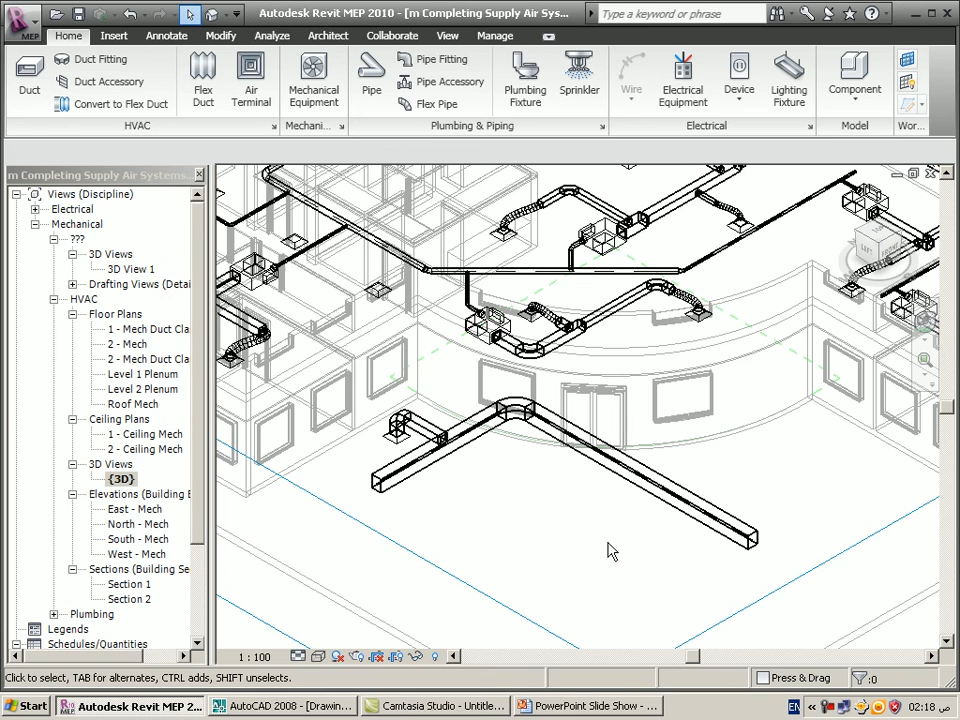 Autodesk Revit MEP 2010 - [m Completing Supply Air Sys...
Type a keyword or phrase
MEP
Home Insert Annotate Modify Analyze Architect Collaborate View Manage
Duct
Duct Fitting
Duct Accessory
Convert to Flex Duct
Flex Duct
Air Terminal
Mechanical Equipment
Pipe
Pipe Fitting
Pipe Accessory
Flex Pipe
Plumbing Fixture
Sprinkler
Wire
Electrical Equipment
Device
Lighting Fixture
Component
HVAC
Mechani...
Plumbing & Piping
Electrical
Model
Wor...
m Completing Supply Air Systems...
Views (Discipline)
Electrical
Mechanical
???
3D Views
3D View 1
Drafting Views (Detai
HVAC
Floor Plans
1 - Mech Duct Cla
2 - Mech
2 - Mech Duct Cla
Level 1 Plenum
Level 2 Plenum
Roof Mech
Ceiling Plans
1 - Ceiling Mech
2 - Ceiling Mech
3D Views
{3D}
Elevations (Building E
East - Mech
North - Mech
South - Mech
West - Mech
Sections (Building Se
Section 1
Section 2
Plumbing
Legends
Schedules/Quantities
LEFT
1 : 100
Click to select, TAB for alternates, CTRL adds, SHIFT unselects.
Press & Drag
:0
Start
Autodesk Revit MEP 2...
AutoCAD 2008 - [Drawin...
Camtasia Studio - Untitle...
PowerPoint Slide Show - ...
EN
02:18 ص